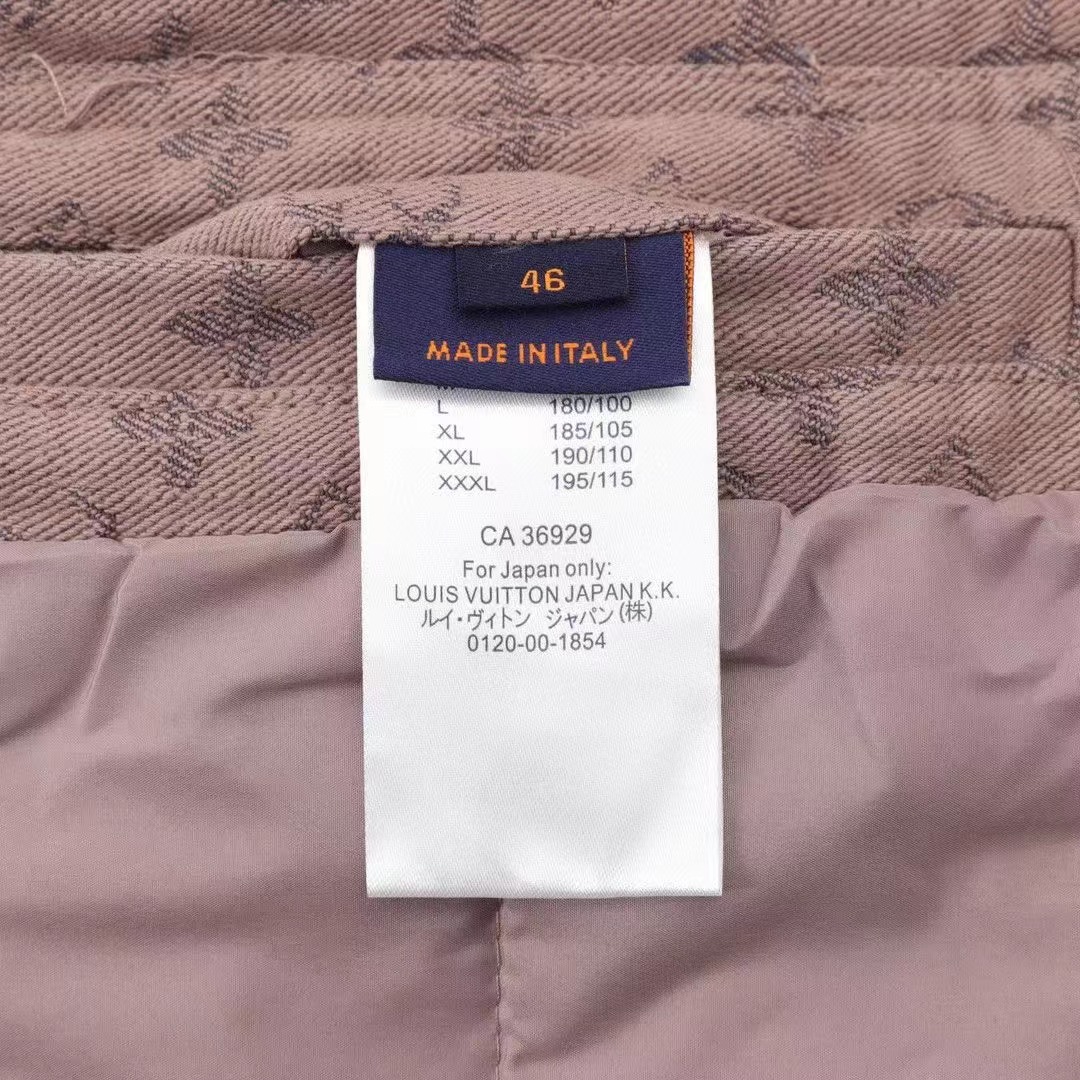 46
MADE IN ITALY
L 180/100
XL 185/105
XXL 190/110
XXXL 195/115
CA 36929
For Japan only:
LOUIS VUITTON JAPAN K.K.
ルイ・ヴィトン ジャパン(株)
0120-00-1854